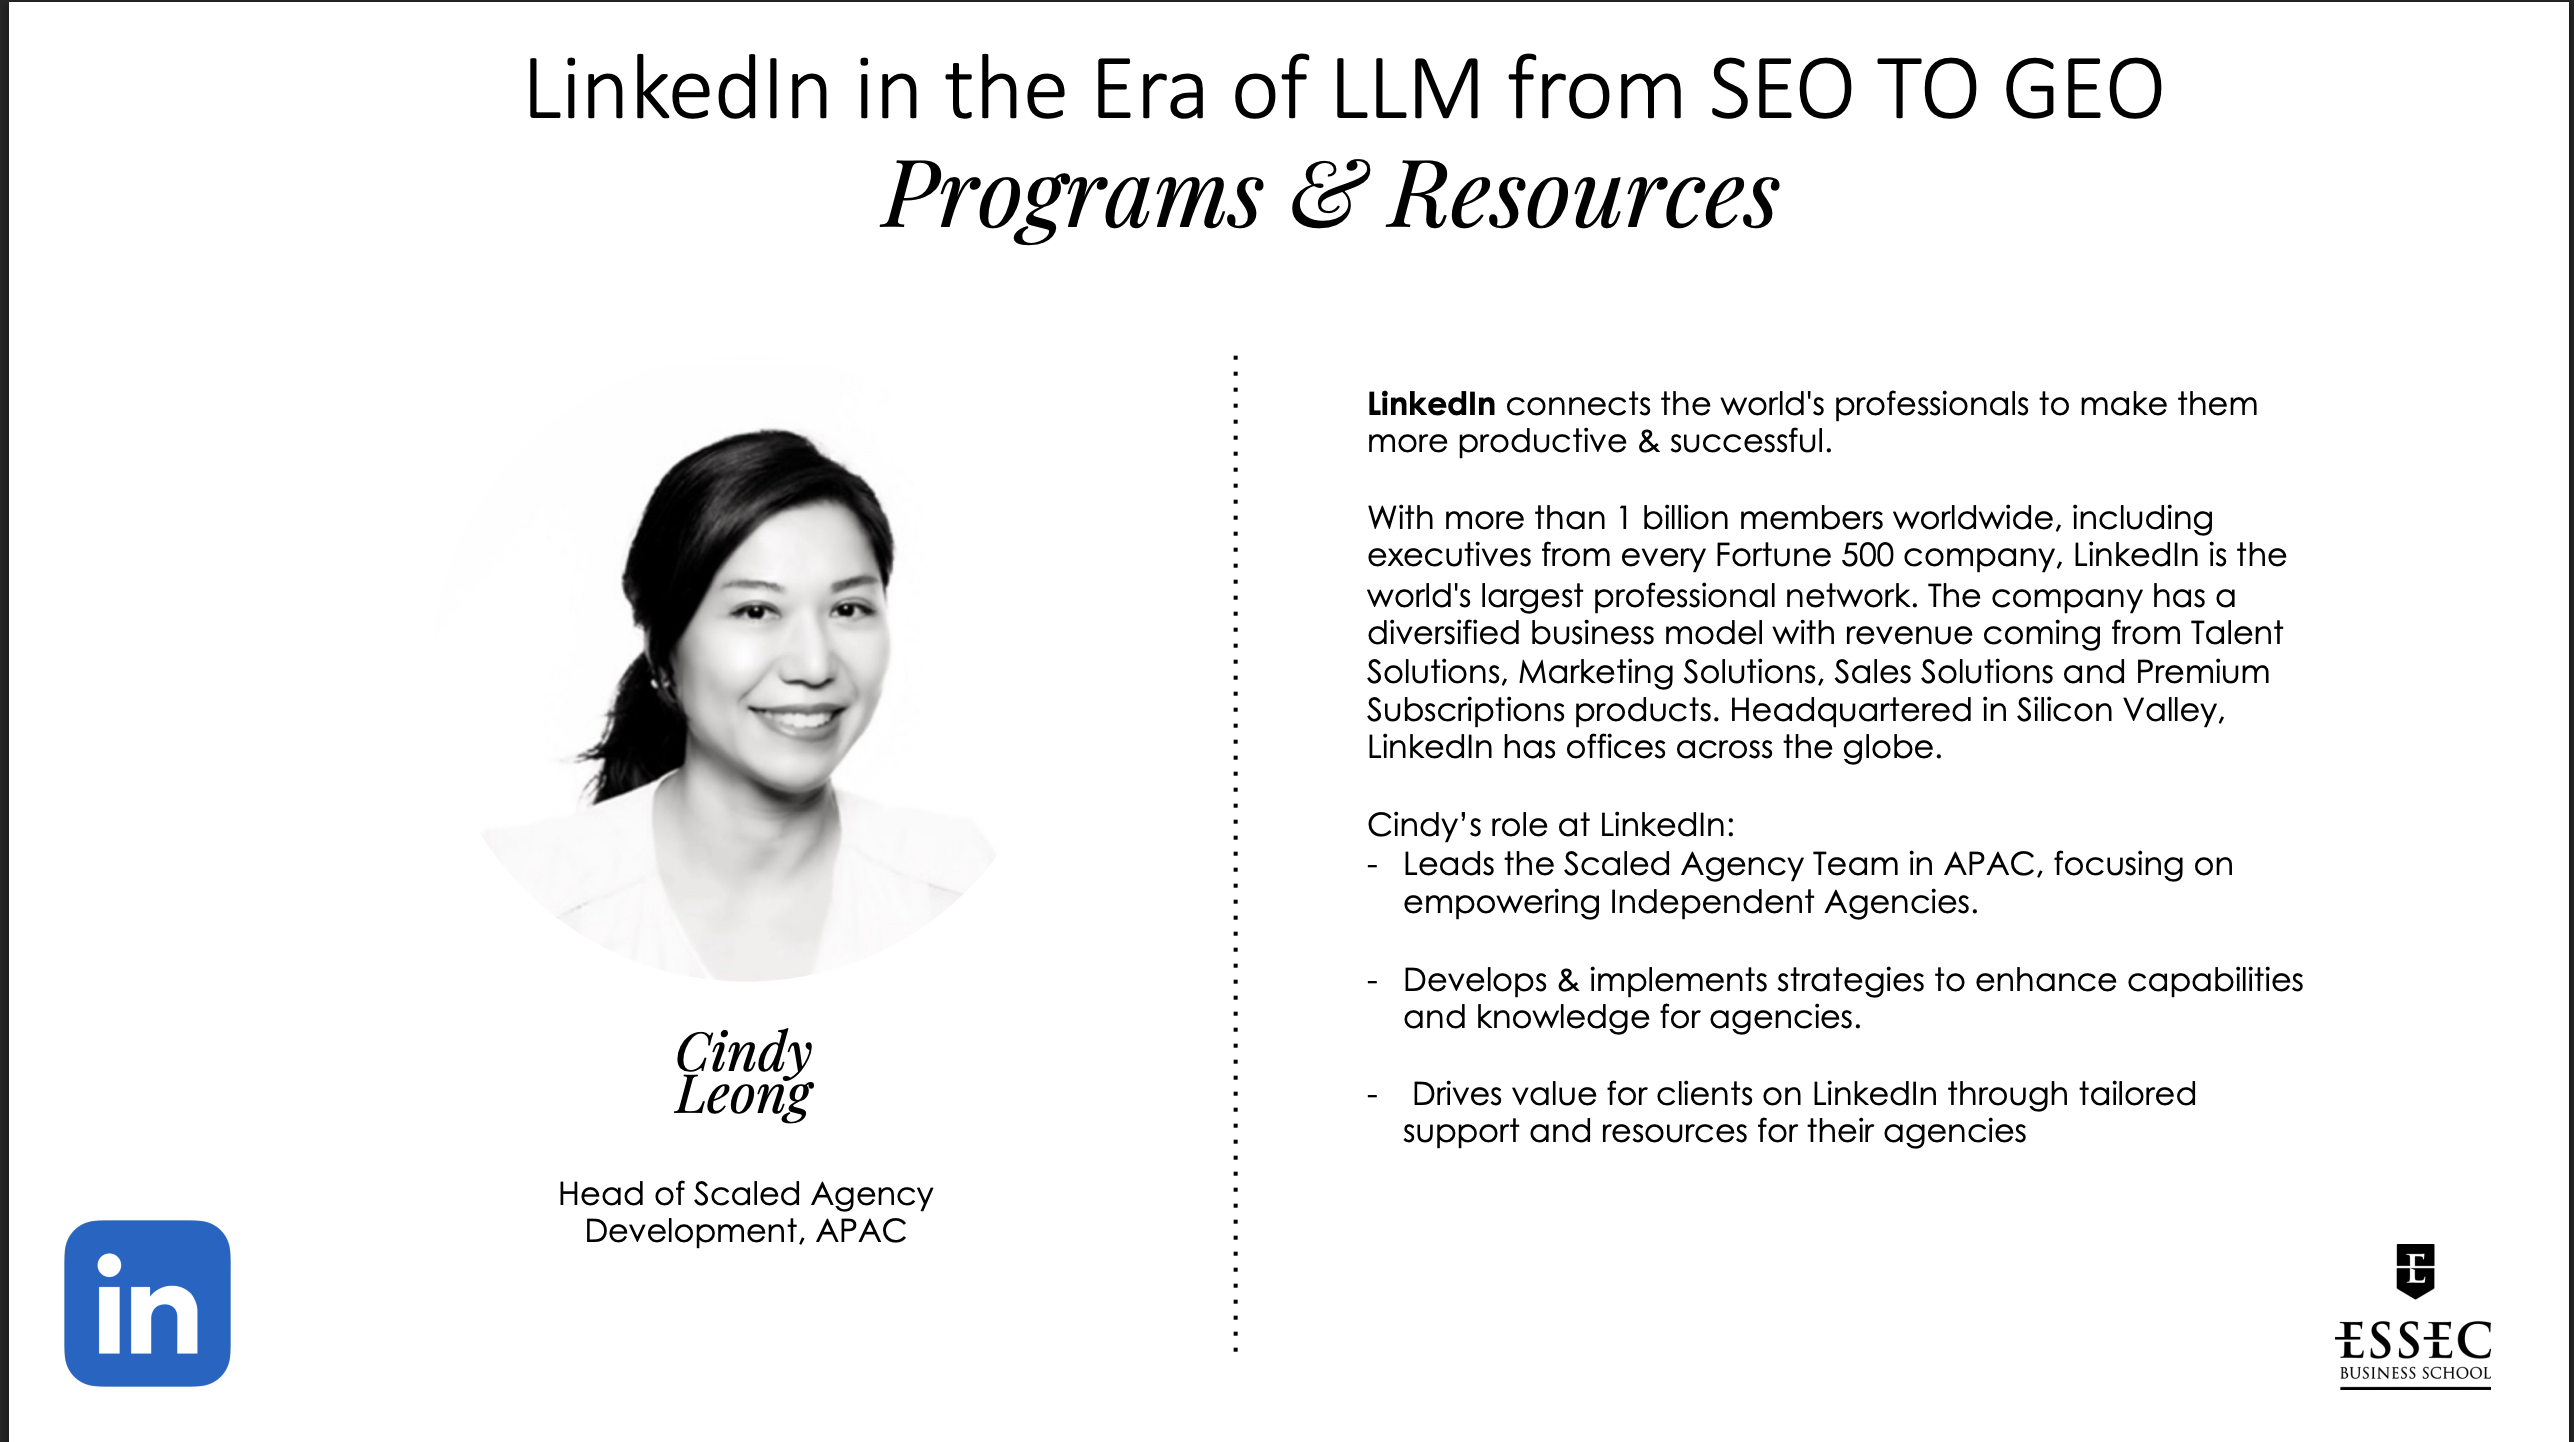 LinkedIn in the Era of LLM from SEO TO GEO
Programs & Resources
Cindy
Leong
Head of Scaled Agency
Development, APAC
in
LinkedIn connects the world's professionals to make them
more productive & successful.
With more than 1 billion members worldwide, including
executives from every Fortune 500 company, LinkedIn is the
world's largest professional network. The company has a
diversified business model with revenue coming from Talent
Solutions, Marketing Solutions, Sales Solutions and Premium
Subscriptions products. Headquartered in Silicon Valley,
LinkedIn has offices across the globe.
Cindy’s role at LinkedIn:
- Leads the Scaled Agency Team in APAC, focusing on
empowering Independent Agencies.
- Develops & implements strategies to enhance capabilities
and knowledge for agencies.
- Drives value for clients on LinkedIn through tailored
support and resources for their agencies
E
ESSEC
BUSINESS SCHOOL